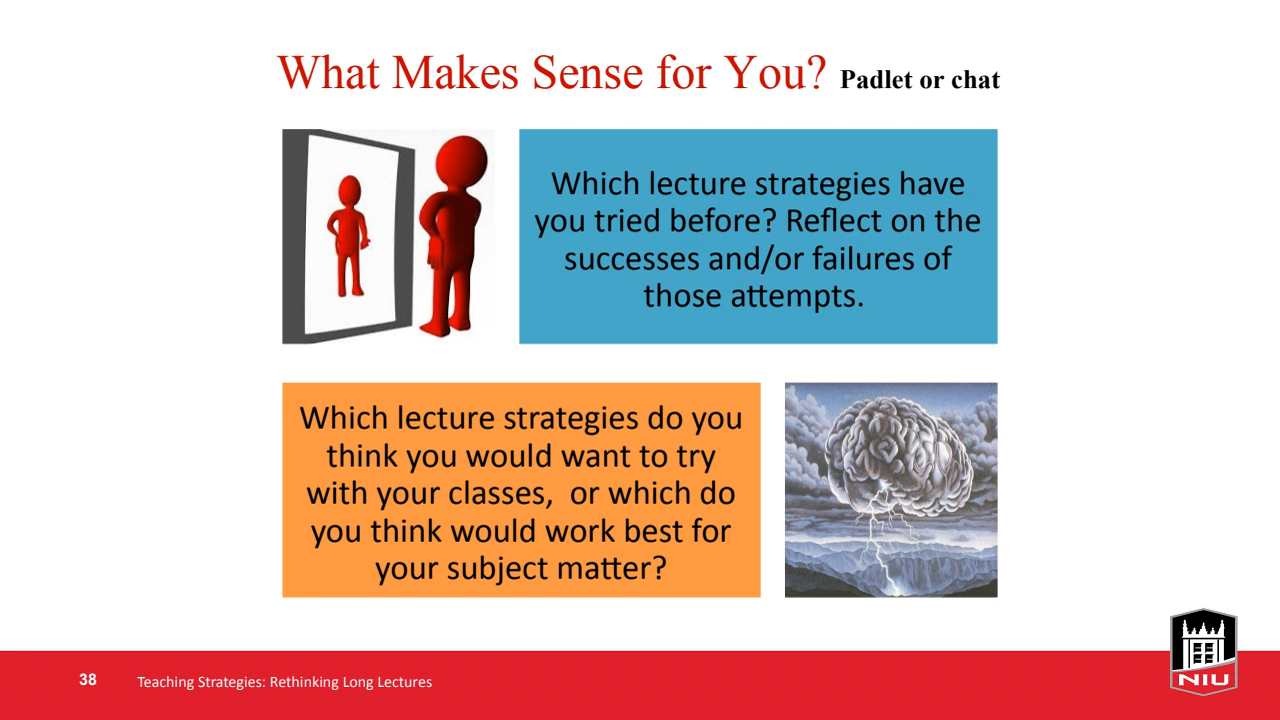 What Makes Sense for You? Padlet or chat
Which lecture strategies have
you tried before? Reflect on the
successes and/or failures of
those attempts.
Which lecture strategies do you
think you would want to try
with your classes,  or which do
you think would work best for
your subject matter?
38
Teaching Strategies: Rethinking Long Lectures
NIU